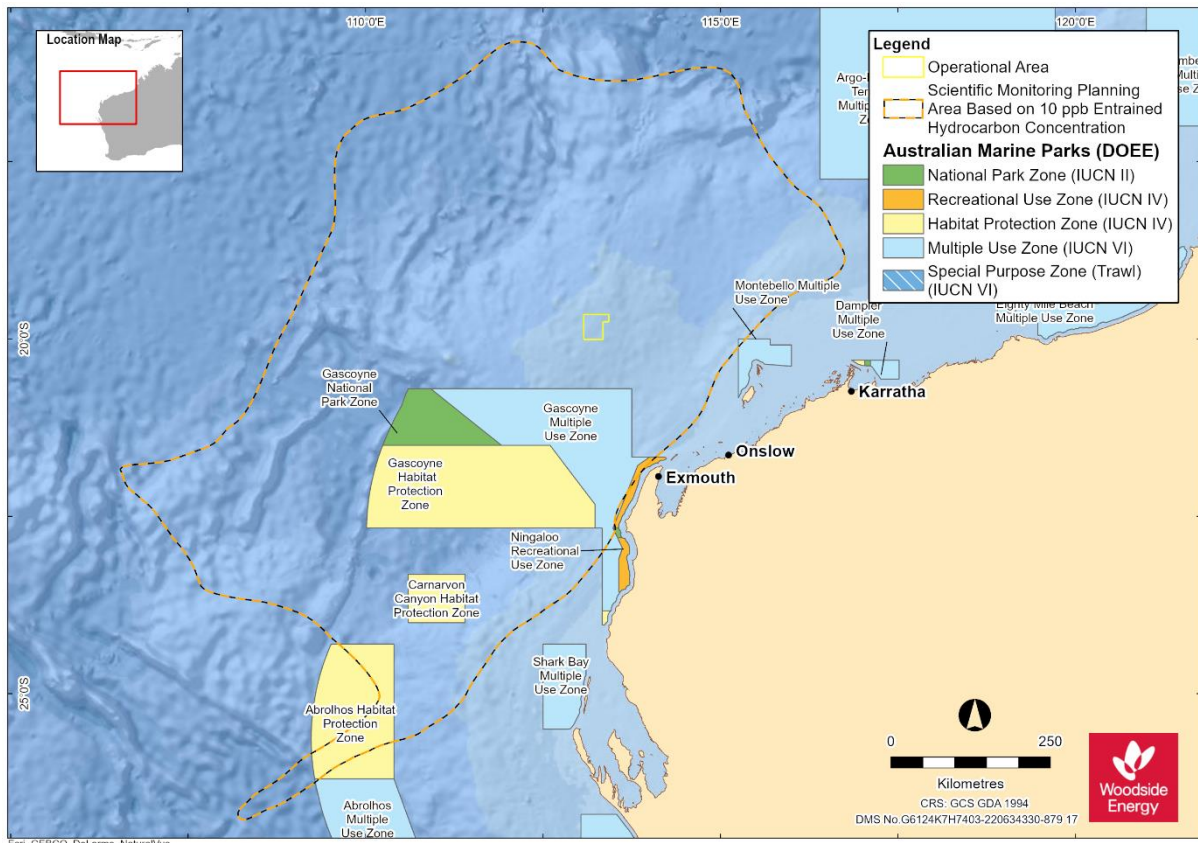 110°0'E
115°0'E
120°0'E
Location Map
Legend
Operational Area
Scientific Monitoring Planning
Area Based on 10 ppb Entrained
Hydrocarbon Concentration
Australian Marine Parks (DOEE)
National Park Zone (IUCN II)
Recreational Use Zone (IUCN IV)
Habitat Protection Zone (IUCN IV)
Multiple Use Zone (IUCN VI)
Special Purpose Zone (Trawl)
(IUCN VI)
Montebello Multiple
Use Zone
Dampier
Multiple
Use Zone
Eighty Mile Beach
Multiple Use Zone
20°0'S
Gascoyne
National
Park Zone
Gascoyne
Multiple
Use Zone
Karratha
Onslow
Exmouth
Gascoyne
Habitat
Protection
Zone
Ningaloo
Recreational
Use Zone
Carnarvon
Canyon Habitat
Protection Zone
Shark Bay
Multiple
Use Zone
25°0'S
Abrolhos Habitat
Protection
Zone
Abrolhos
Multiple
Use Zone
0 250
Kilometres
CRS: GCS GDA 1994
DMS No.G6124K7H7403-220634330-879 17
Woodside
Energy